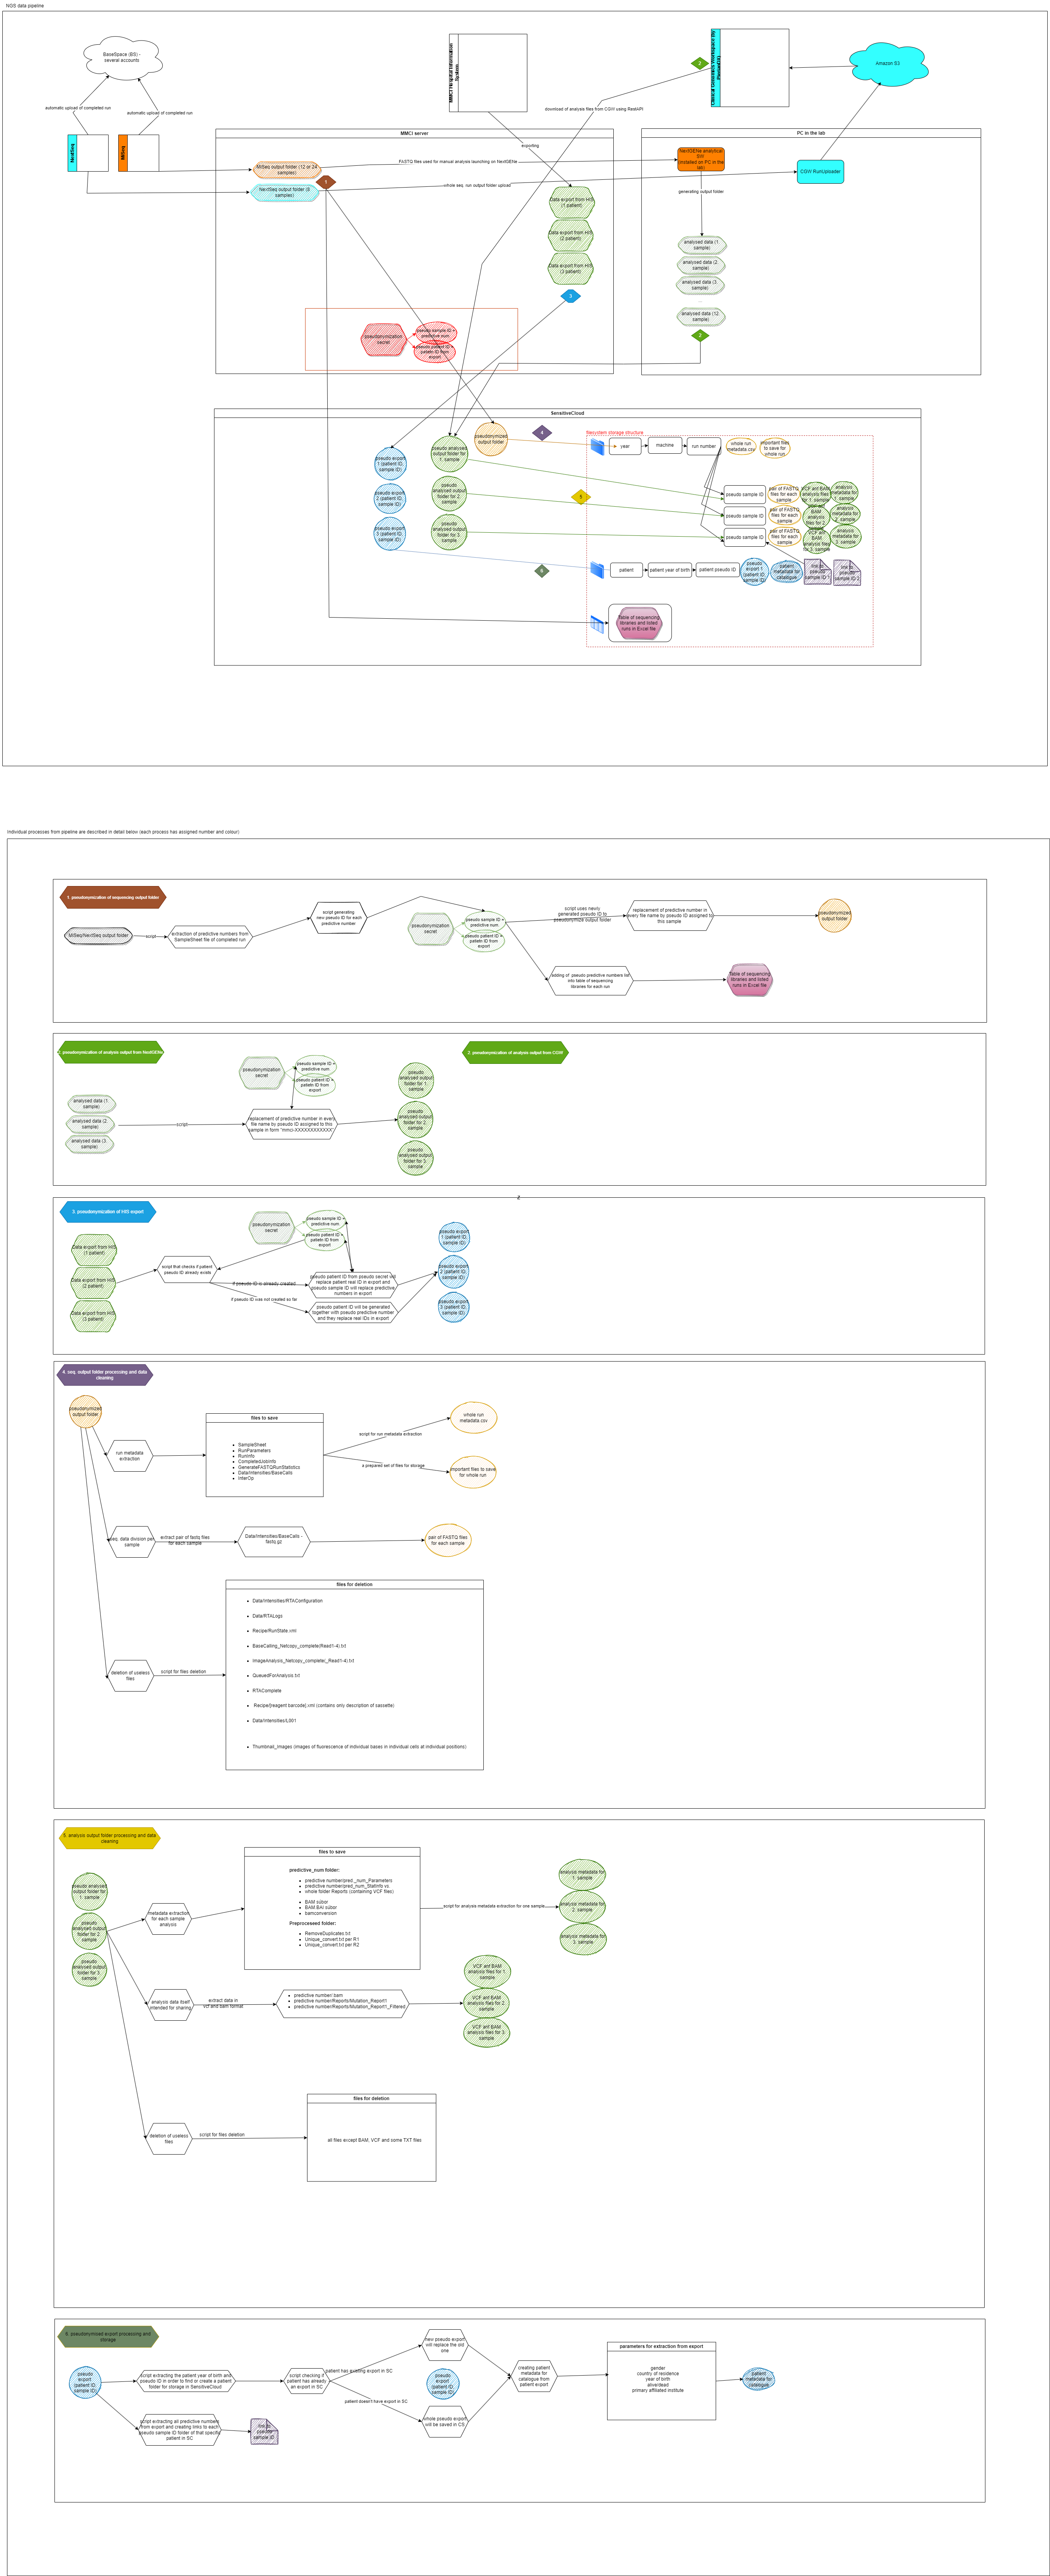 NGS data pipeline
BaseSpace (BS) -
several accounts
automatic upload of completed run
automatic upload of completed run
NextSeq
MiSeq
MMCI Hospital Information
System
exporting
download of analysis files from CGW using RestAPI
2
Amazon S3
MMCI server
MiSeq output folder (12 or 24
samples)
NextSeq output folder (8
samples)
1
FASTQ files used for manual analysis launching on NextGENe
whole seq. run output folder upload
Data export from HIS
(1 patient)
Data export from HIS
(2 patient)
Data export from HIS
(3 patient)
3
pseudonymization
secret
pseudo sample ID =
predictive num.
pseudo patient ID =
patietn ID from
export
PC in the lab
NextGENe analytical
SW
(installed on PC in the
lab)
CGW RunUploader
generating output folder
analysed data (1.
sample)
analysed data (2.
sample)
analysed data (3.
sample)
...
analysed data (12.
sample)
2
SensitiveCloud
pseudo export
1 (patient ID,
sample ID)
pseudo export
2 (patient ID,
sample ID)
pseudo export
3 (patient ID,
sample ID)
pseudo analysed
output folder for
1. sample
pseudo
analysed output
folder for 2.
sample
pseudo
analysed output
folder for 3.
sample
pseudonymized
output folder
4
5
6
filesystem storage structure
year
machine
run number
whole run
metadata.csv
important files
to save for
whole run
pseudo sample ID
pair of FASTQ
files for each
sample
VCF anf BAM
analysis files
for 1. sample
analysis
metadata for
1. sample
pseudo sample ID
pair of FASTQ
files for each
sample
VCF anf
BAM
analysis
files for 2.
sample
analysis
metadata for
2. sample
pseudo sample ID
pair of FASTQ
files for each
sample
VCF anf
BAM
analysis files
for 3. sample
analysis
metadata for
3. sample
patient
patient year of birth
patient pseudo ID
pseudo
export 1
(patient ID,
sample ID)
patient
metadata for
catalogue
link to
pseudo
sample ID 1
link to
pseudo
sample ID 2
Table of sequencing
libraries and listed
runs in Excel file
Individual processes from pipeline are described in detail below (each process has assigned number and colour)
1. pseudonymization of sequencing output folder
MiSeq/NextSeq output folder
script
extraction of predictive numbers from
SampleSheet file of completed run
script generating
new pseudo ID for each
predictive number
pseudonymization
secret
pseudo sample ID =
predictive num.
pseudo patient ID =
patietn ID from
export
script uses newly
generated pseudo ID to
pseudonymize output folder
replacement of predictive number in
every file name by pseudo ID assigned to
this sample
pseudonymized
output folder
adding of pseudo predictive numbers list
into table of sequencing
libraries for each run
Table of sequencing
libraries and listed
runs in Excel file
pseudonymization of analysis output from NextGENe
2. pseudonymization of analysis output from CGW
analysed data (1.
sample)
analysed data (2.
sample)
analysed data (3.
sample)
script
pseudonymization
secret
pseudo sample ID =
predictive num.
pseudo patient ID =
patietn ID from
export
replacement of predictive number in every
file name by pseudo ID assigned to this
sample in form "mmci-XXXXXXXXXXXX"
pseudo
analysed output
folder for 1.
sample
pseudo
analysed output
folder for 2.
sample
pseudo
analysed output
folder for 3.
sample
2
3. pseudonymization of HIS export
Data export from HIS
(1 patient)
Data export from HIS
(2 patient)
Data export from HIS
(3 patient)
script that checks if patient
pseudo ID already exists
pseudonymization
secret
pseudo sample ID =
predictive num.
pseudo patient ID =
patietn ID from
export
if pseudo ID is already created
if pseudo ID was not created so far
pseudo patient ID from pseudo secret will
replace patient real ID in export and
pseudo sample ID will replace predictive
numbers in export
pseudo patient ID will be generated
together with pseudo predictive number
and they replace real IDs in export
pseudo export
1 (patient ID,
sample ID)
pseudo export
2 (patient ID,
sample ID)
pseudo export
3 (patient ID,
sample ID)
4. seq. output folder processing and data
cleaning
pseudonymized
output folder
run metadata
extraction
files to save
SampleSheet
RunParameters
RunInfo
CompletedJobInfo
GenerateFASTQRunStatistics
Data/Intensities/BaseCalls
InterOp
script for run metadata extraction
a prepared set of files for storage
whole run
metadata.csv
important files to save
for whole run
seq. data division per
sample
extract pair of fastq files
for each sample
Data/Intensities/BaseCalls -
fastq.gz
pair of FASTQ files
for each sample
deletion of useless
files
script for files deletion
files for deletion
Data/Intensities/RTAConfiguration
Data/RTALogs
ReciperRunState.xml
BaseCalling_Netcopy_complete(Read1-4).txt
ImageAnalysis_Netcopy_complete(_Read1-4).txt
QueuedForAnalysis.txt
RTAComplete
Recipe/[reagent barcode].xml (contains only description of sassette)
Data/Intensities/L001
Thumbnail_Images (images of fluorescence of individual bases in individual cells at individual positions)
5. analysis output folder processing and data
cleaning
pseudo analysed
output folder for
1. sample
pseudo
analysed output
folder for 2.
sample
pseudo
analysed output
folder for 3.
sample
metadata extraction
for each sample
analysis
files to save
predictive_num folder:
predictive number/pred._num_Parameters
predictive number/pred_num_StatInfo vs.
whole folder Reports (containing VCF files)
BAM súbor
BAM.BAI súbor
bamconversion
Preprocessed folder:
RemoveDuplicates txt
Unique_convert txt per R1
Unique_convert txt per R2
script for analysis metadata extraction for one sample
analysis metadata for
1. sample
analysis metadata for
2. sample
analysis metadata for
3. sample
analysis data itself
intended for sharing
extract data in
vcf and bam format
predictive number/.bam
predictive number/Reports/Mutation_Report1
predictive number/Reports/Mutation_Report1_Filtered
VCF anf BAM
analysis files for 1.
sample
VCF anf BAM
analysis files for 2.
sample
VCF anf BAM
analysis files for 3.
sample
deletion of useless
files
script for files deletion
files for deletion
all files except BAM, VCF and some TXT files
6. pseudonymised export processing and
storage
pseudo
export
(patient ID,
sample ID)
script extracting the patient year of birth and
pseudo ID in order to find or create a patient
folder for storage in SensitiveCloud
script checking if
patient has already
an export in SC
patient has existing export in SC
patient doesn't have export in SC
new pseudo export
will replace the old
one
pseudo
export
(patient ID,
sample ID)
whole pseudo export
will be saved in CS
creating patient
metadata for
catalogue from
patient export
parameters for extraction from export
gender
country of residence
year of birth
alive/dead
primary affiliated institute
patient
metadata for
catalogue
script extracting all predictive numbers
from export and creating links to each
pseudo sample ID folder of that specific
patient in SC
link to
pseudo
sample ID